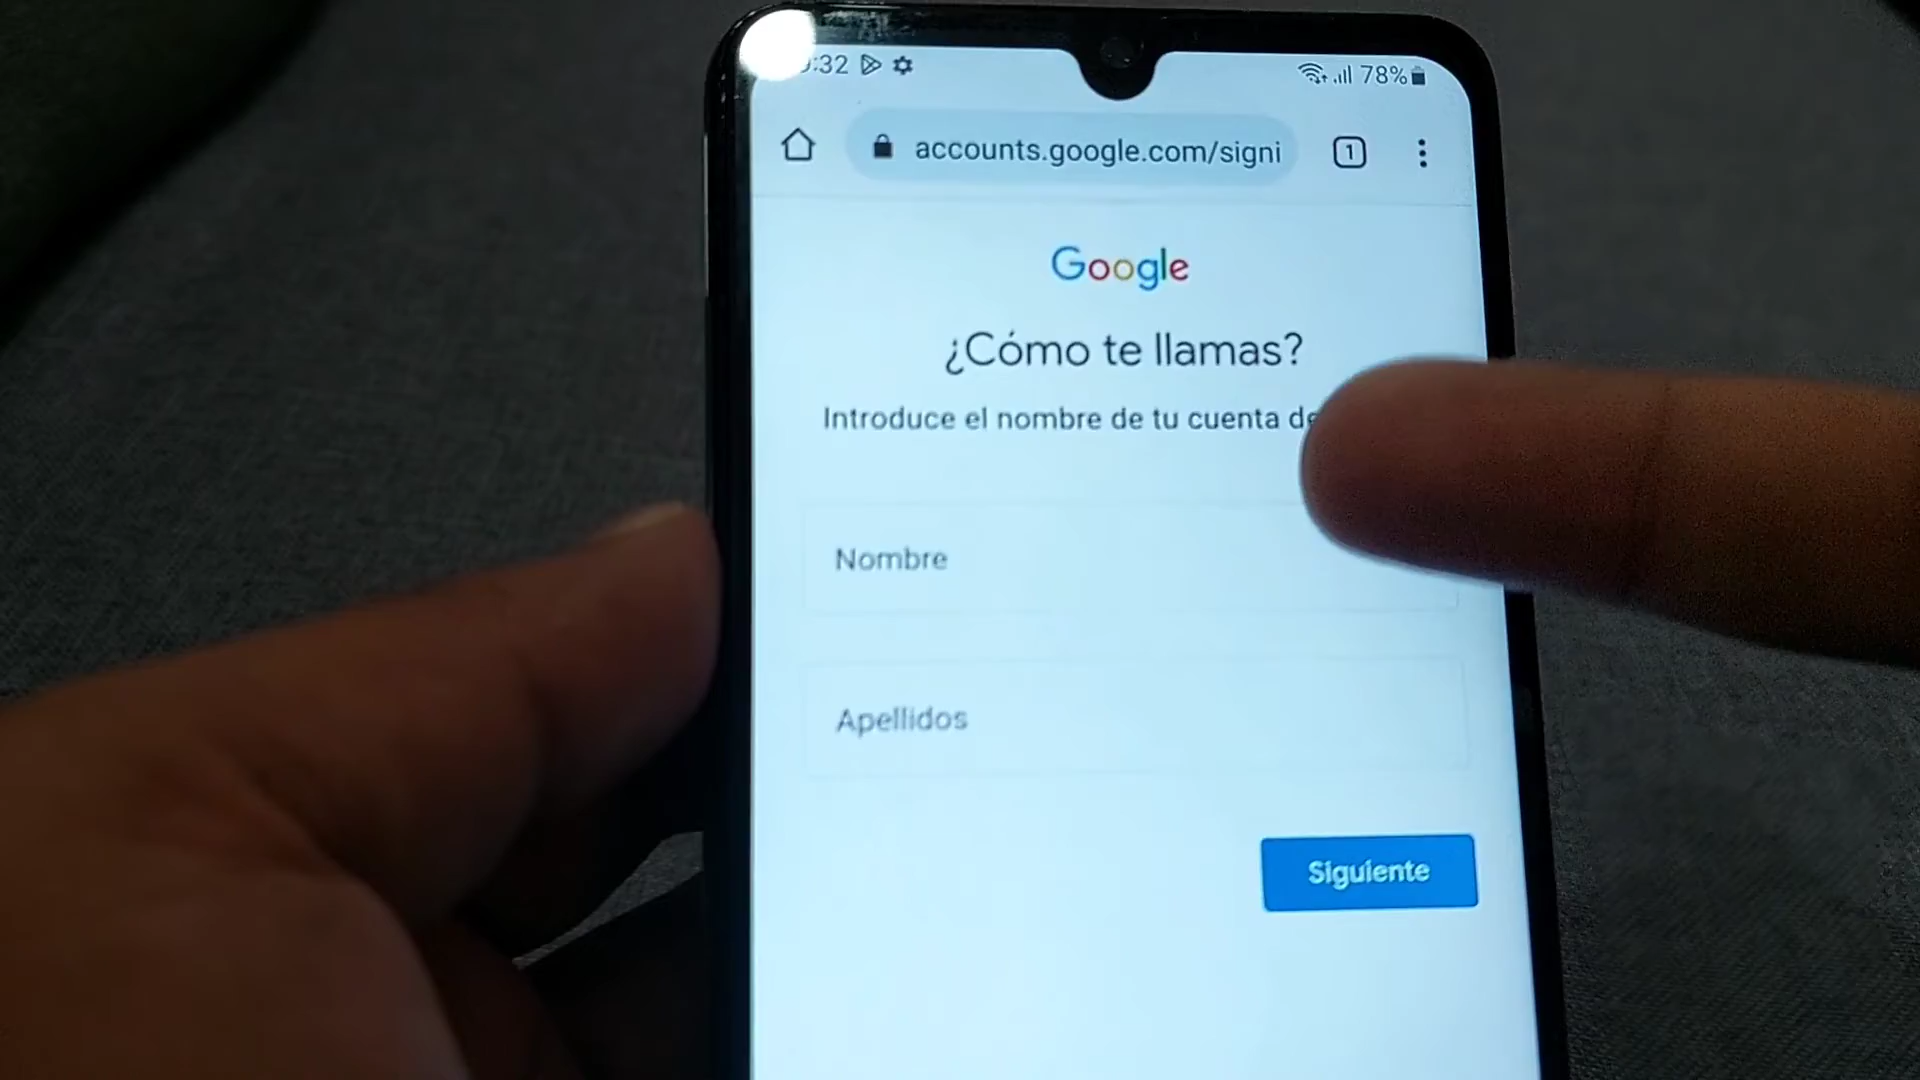 :32 78%
accounts.google.com/signi
1
Google
¿Cómo te llamas?
Introduce el nombre de tu cuenta de
Nombre
Apellidos
Siguiente